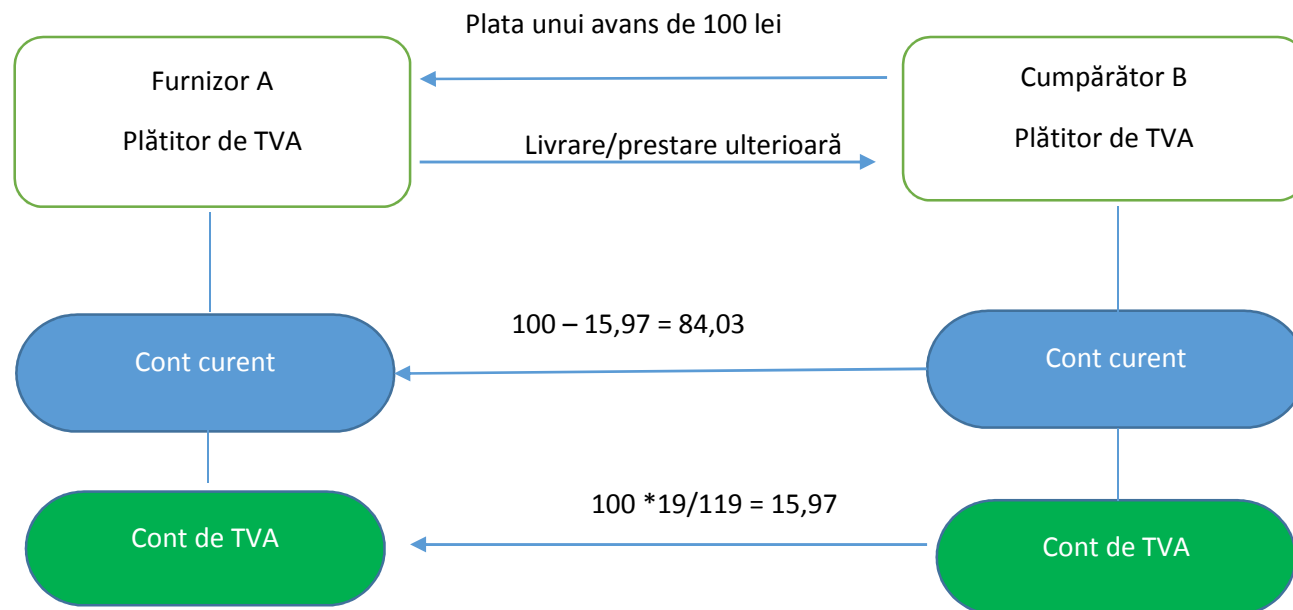 Plata unui avans de 100 lei
Furnizor A
Plătitor de TVA
Cumpărător B
Plătitor de TVA
Livrare/prestare ulterioară
100 – 15,97 = 84,03
Cont curent
Cont curent
100 *19/119 = 15,97
Cont de TVA
Cont de TVA